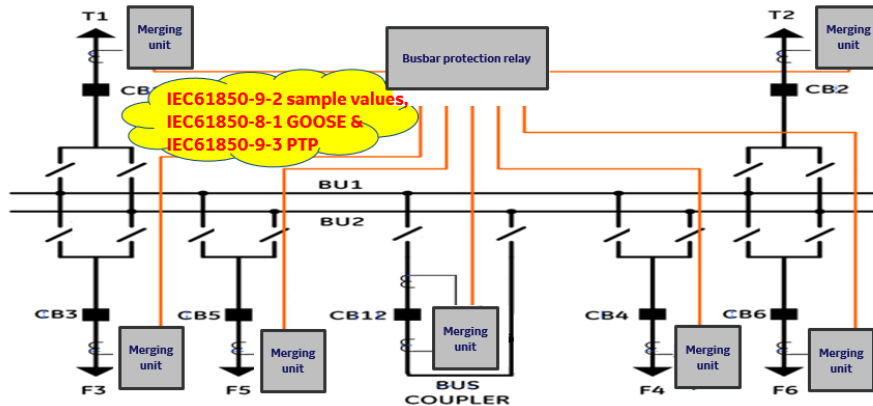 T1
Merging
unit
Busbar protection relay
T2
Merging
unit
CB
IEC61850-9-2 sample values,
IEC61850-8-1 GOOSE &
IEC61850-9-3 PTP
CB2
BU1
BU2
CB3
CB5
CB12
CB4
CB6
Merging
unit
Merging
unit
Merging
unit
Merging
unit
Merging
unit
F3
F5
BUS
COUPLER
F4
F6